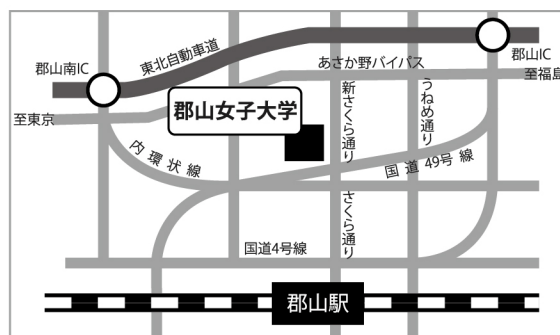 郡山IC
東北自動車道
郡山南IC
あさか野バイパス
至福島
新さくら通り
うねめ通り
郡山女子大学
至東京
内環状線
国道49号線
さくら通り
国道4号線
郡山駅